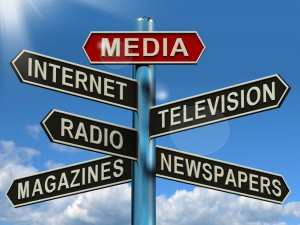 MEDIA
INTERNET
TELEVISION
RADIO
MAGAZINES
NEWSPAPERS